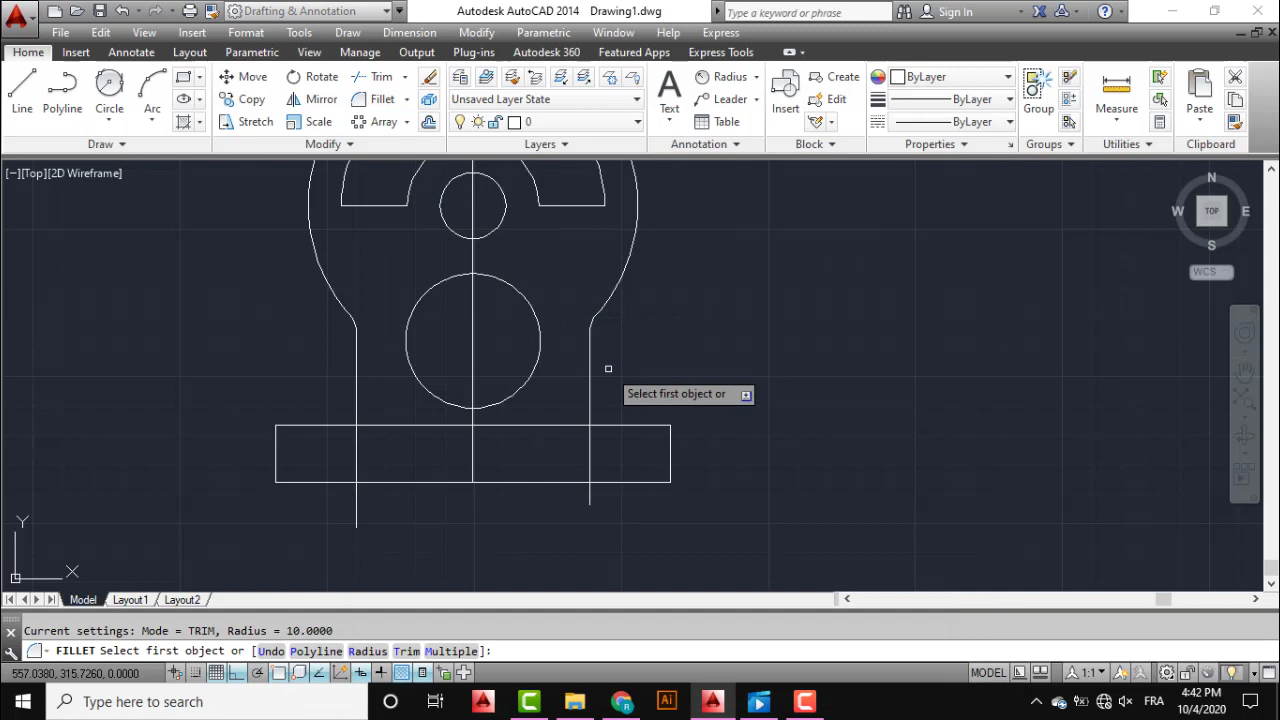 Drafting & Annotation
Autodesk AutoCAD 2014 Drawing1.dwg
Type a keyword or phrase
Sign In
File Edit View Insert Format Tools Draw Dimension Modify Parametric Window Help Express
Home Insert Annotate Layout Parametric View Manage Output Plug-ins Autodesk 360 Featured Apps Express Tools
Line
Polyline
Circle
Arc
Move Rotate Trim
Copy Mirror Fillet
Stretch Scale Array
Unsaved Layer State
0
A
Text
Radius
Leader
Table
Insert
Create
Edit
ByLayer
ByLayer
ByLayer
Group
Measure
Paste
Draw Modify Layers Annotation Block Properties Groups Utilities Clipboard
[−][Top][2D Wireframe]
N
W TOP E
S
WCS
Select first object or
Y
X
Model Layout1 Layout2
Current settings: Mode = TRIM, Radius = 10.0000
FILLET Select first object or [Undo Polyline Radius Trim Multiple]:
557.0380, 315.7260, 0.0000
MODEL
1:1
Type here to search
Ai
FRA
4:42 PM
10/4/2020